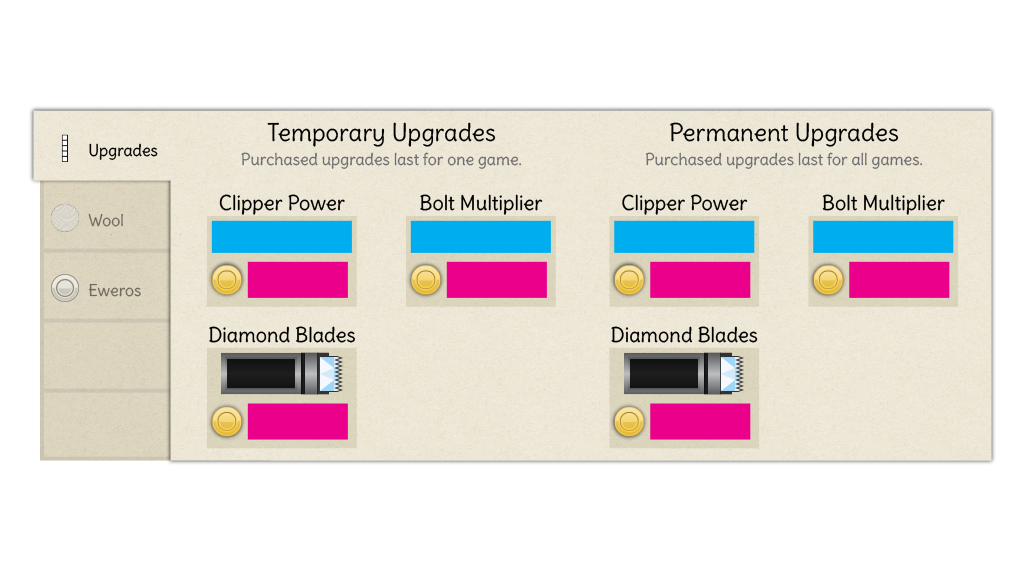 Upgrades
Wool
Eweros
Temporary Upgrades
Purchased upgrades last for one game.
Clipper Power
Bolt Multiplier
Diamond Blades
Permanent Upgrades
Purchased upgrades last for all games.
Clipper Power
Bolt Multiplier
Diamond Blades